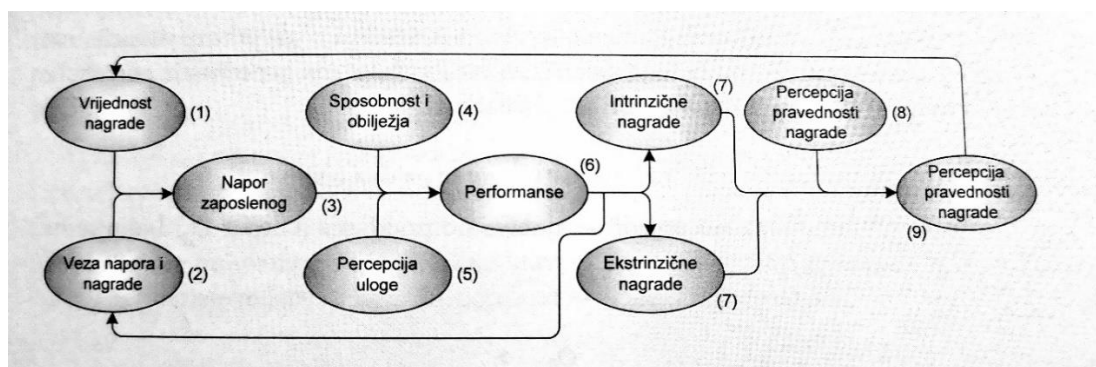 Vrijednost
nagrade
(1)
Sposobnost i
obilježja
(4)
Intrinzične
nagrade
(7)
Percepcija
pravednosti
nagrade
(8)
Napor
zaposlenog
(3)
Performanse
(6)
Percepcija
pravednosti
nagrade
(9)
Veza napora i
nagrade
(2)
Percepcija
uloge
(5)
Ekstrinzične
nagrade
(7)